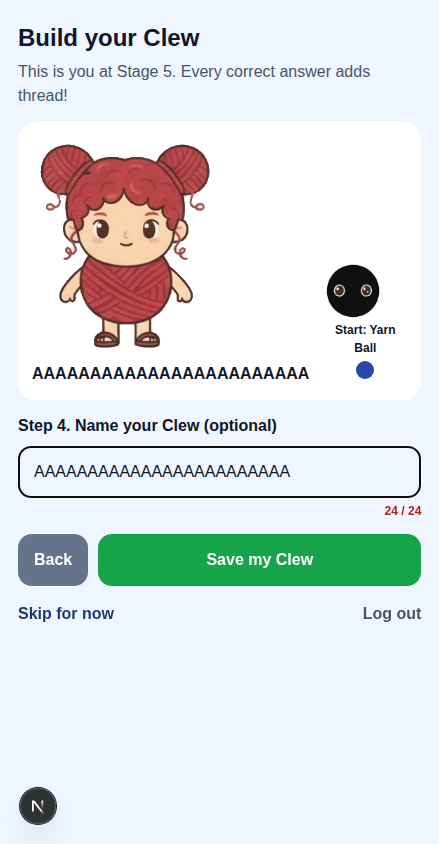 Build your Clew
This is you at Stage 5. Every correct answer adds
thread!
Start: Yarn
Ball
AAAAAAAAAAAAAAAAAAAAAAAA
Step 4. Name your Clew (optional)
AAAAAAAAAAAAAAAAAAAAAAAA
24 / 24
Back
Save my Clew
Skip for now
Log out
N